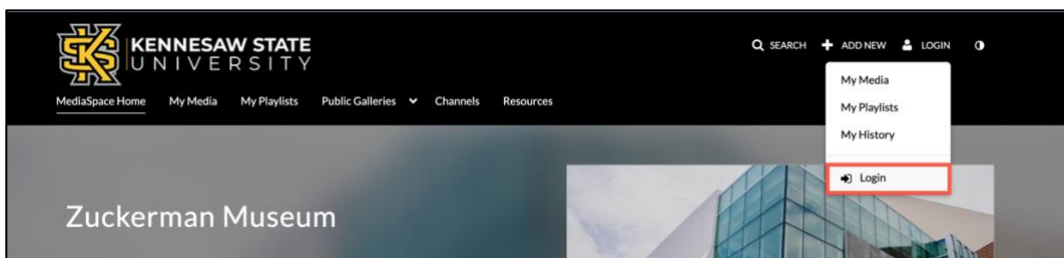 KS
KENNESAW STATE
UNIVERSITY
SEARCH ADD NEW LOGIN
MediaSpace Home My Media My Playlists Public Galleries Channels Resources
My Media
My Playlists
My History
Login
Zuckerman Museum